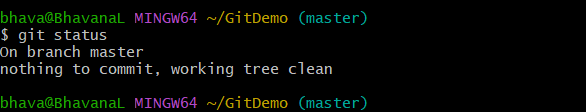 bhava@BhavanaL MINGW64 ~/GitDemo (master)
$ git status
On branch master
nothing to commit, working tree clean
bhava@BhavanaL MINGW64 ~/GitDemo (master)